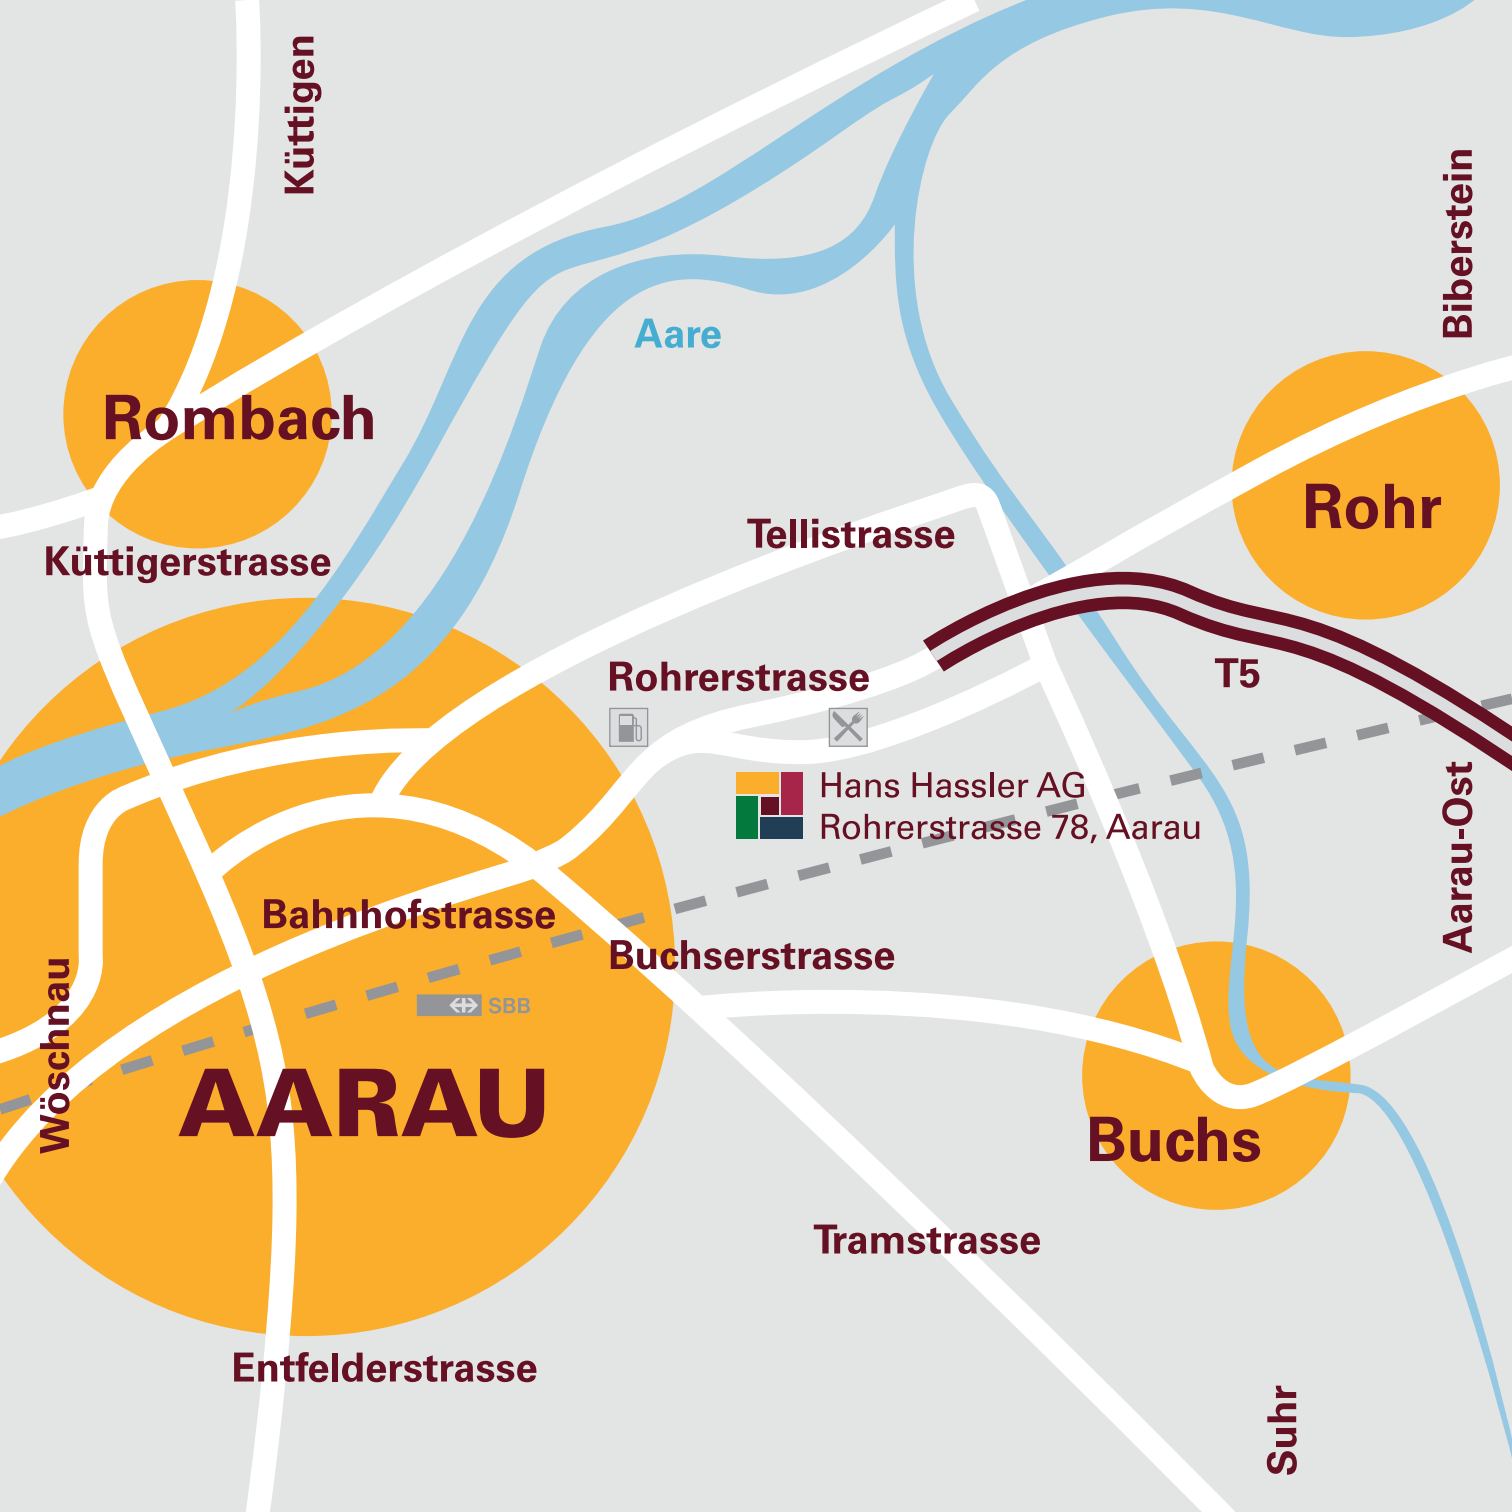 Küttigen
Biberstein
Aare
Rombach
Rohr
Tellistrasse
Küttigerstrasse
Rohrerstrasse
T5
Hans Hassler AG
Rohrerstrasse 78, Aarau
Aarau-Ost
Bahnhofstrasse
Buchserstrasse
Wöschnau
SBB
AARAU
Buchs
Tramstrasse
Entfelderstrasse
Suhr